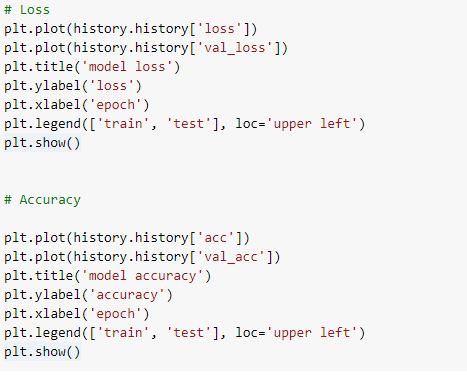 # Loss
plt.plot(history.history['loss'])
plt.plot(history.history['val_loss'])
plt.title('model loss')
plt.ylabel('loss')
plt.xlabel('epoch')
plt.legend(['train', 'test'], loc='upper left')
plt.show()
# Accuracy
plt.plot(history.history['acc'])
plt.plot(history.history['val_acc'])
plt.title('model accuracy')
plt.ylabel('accuracy')
plt.xlabel('epoch')
plt.legend(['train', 'test'], loc='upper left')
plt.show()